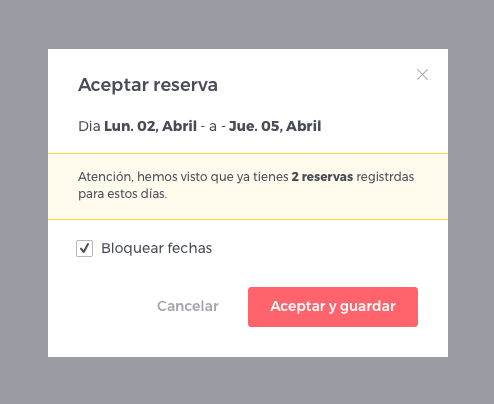 Aceptar reserva
Dia Lun. 02, Abril - a - Jue. 05, Abril
Atención, hemos visto que ya tienes 2 reservas registrdas
para estos días.
Bloquear fechas
Cancelar
Aceptar y guardar